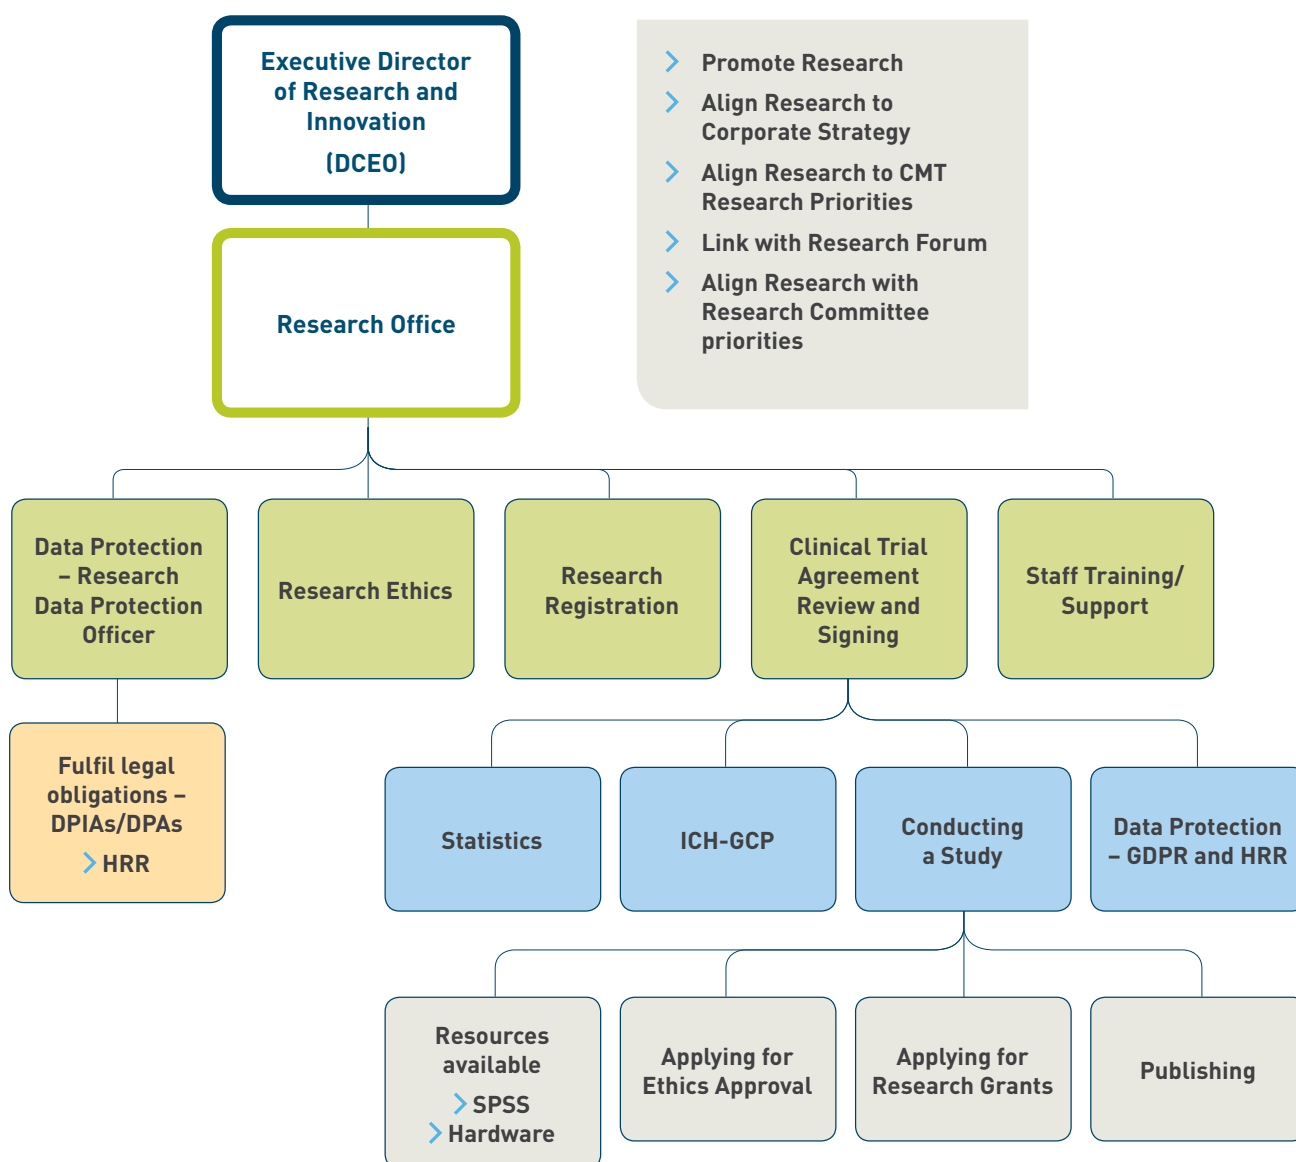 Executive Director
of Research and
Innovation
(DCEO)
Promote Research
Align Research to
Corporate Strategy
Align Research to CMT
Research Priorities
Link with Research Forum
Align Research with
Research Committee
priorities
Research Office
Data Protection
– Research
Data Protection
Officer
Research Ethics
Research
Registration
Clinical Trial
Agreement
Review and
Signing
Staff Training/
Support
Fulfil legal
obligations –
DPIAs/DPAs
HRR
Statistics
ICH-GCP
Conducting
a Study
Data Protection
– GDPR and HRR
Resources
available
SPSS
Hardware
Applying for
Ethics Approval
Applying for
Research Grants
Publishing